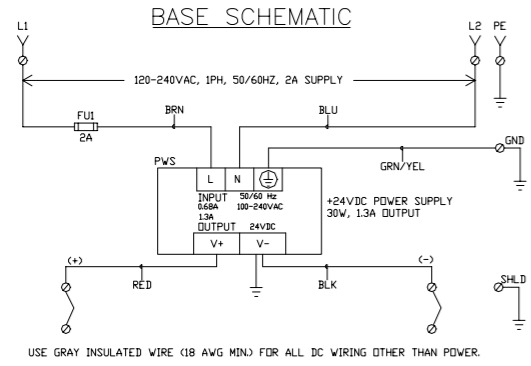 BASE SCHEMATIC
L1
L2 PE
120-240VAC, 1PH, 50/60HZ, 2A SUPPLY
FU1
2A
BRN
BLU
GND
GRN/YEL
PWS
L N
INPUT 50/60 Hz
0.68A 100-240VAC
1.3A
OUTPUT 24VDC
V+ V-
+24VDC POWER SUPPLY
30W, 1.3A OUTPUT
(+)
(-)
RED
BLK
SHLD
USE GRAY INSULATED WIRE (18 AWG MIN.) FOR ALL DC WIRING OTHER THAN POWER.